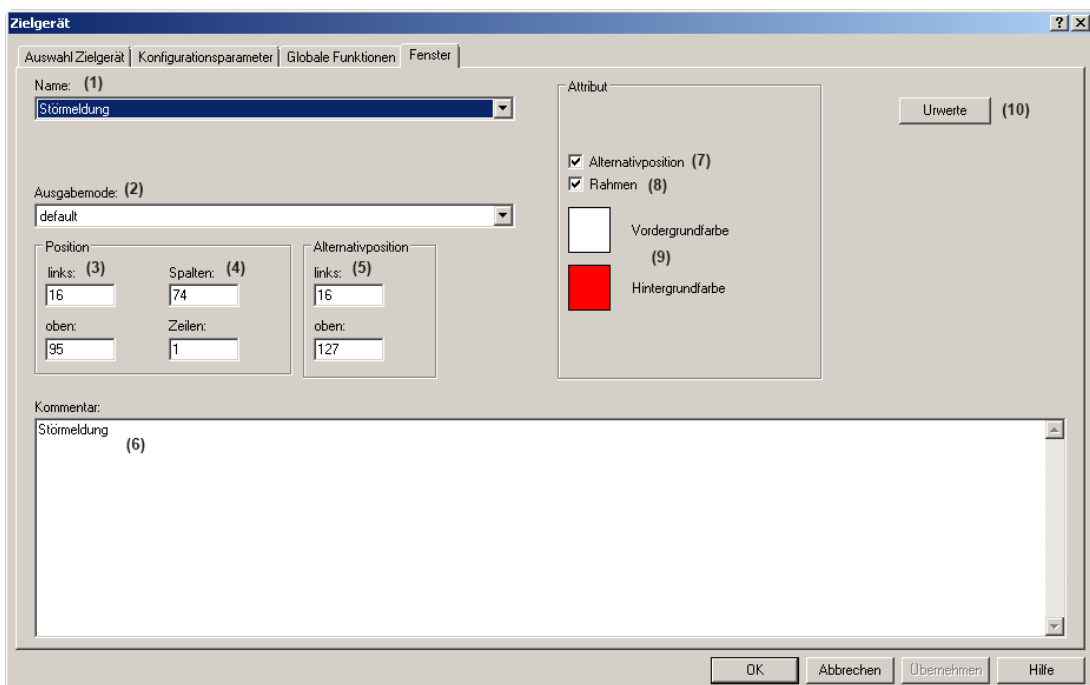 Zielgerät
Auswahl Zielgerät Konfigurationsparameter Globale Funktionen Fenster
Name: (1)
Störmeldung
Ausgabemode: (2)
default
Position
links: (3) Spalten: (4)
16 74
oben: Zeilen:
95 1
Alternativposition
links: (5)
16
oben:
127
Attribut
Alternativposition (7)
Rahmen (8)
Vordergrundfarbe
(9)
Hintergrundfarbe
Urwerte (10)
Kommentar:
Störmeldung
(6)
OK Abbrechen Übernehmen Hilfe